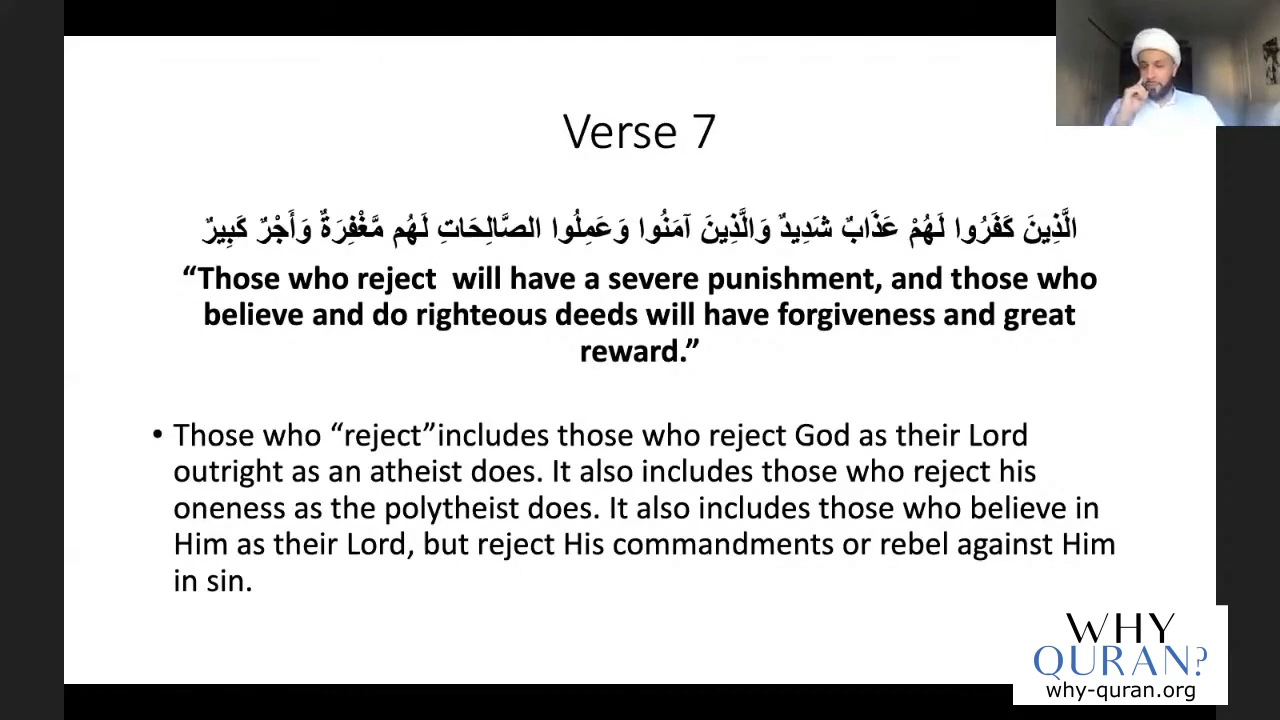 Verse 7
الَّذِينَ كَفَرُوا لَهُمْ عَذَابٌ شَدِيدٌ وَالَّذِينَ آمَنُوا وَعَمِلُوا الصَّالِحَاتِ لَهُم مَّغْفِرَةٌ وَأَجْرٌ كَبِيرٌ
“Those who reject  will have a severe punishment, and those who
believe and do righteous deeds will have forgiveness and great
reward.”
• Those who “reject”includes those who reject God as their Lord
outright as an atheist does. It also includes those who reject his
oneness as the polytheist does. It also includes those who believe in
Him as their Lord, but reject His commandments or rebel against Him
in sin.
WHY
QURAN?
why-quran.org